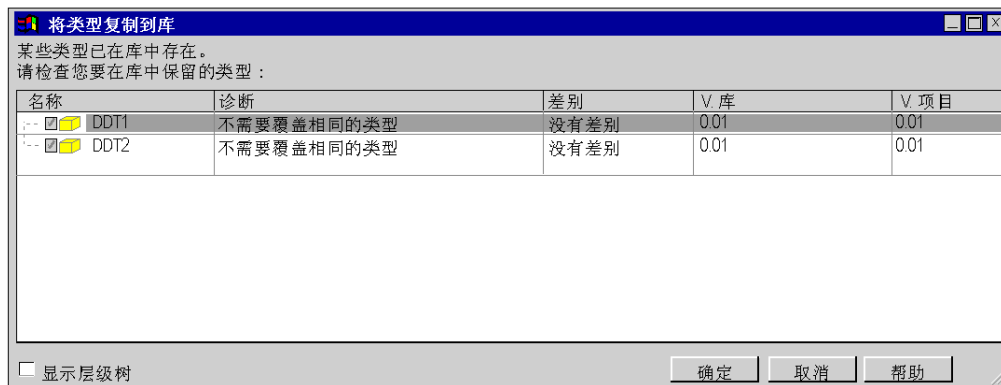 将类型复制到库
某些类型已在库中存在。
请检查您要在库中保留的类型：
名称 诊断 差别 V. 库 V. 项目
DDT1 不需要覆盖相同的类型 没有差别 0.01 0.01
DDT2 不需要覆盖相同的类型 没有差别 0.01 0.01
显示层级树 确定 取消 帮助